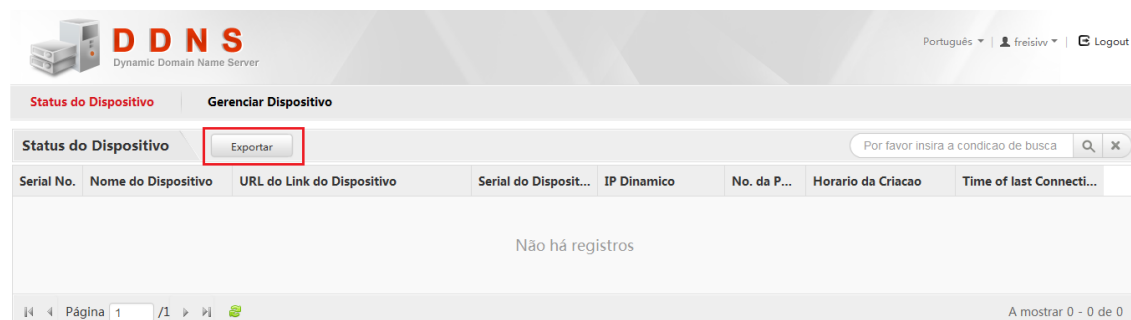 DDNS
Dynamic Domain Name Server
Português | freisivv | Logout
Status do Dispositivo Gerenciar Dispositivo
Status do Dispositivo Exportar Por favor insira a condicao de busca
Serial No. Nome do Dispositivo URL do Link do Dispositivo Serial do Disposit... IP Dinamico No. da P... Horario da Criacao Time of last Connecti...
Não há registros
Página 1 /1 A mostrar 0 - 0 de 0